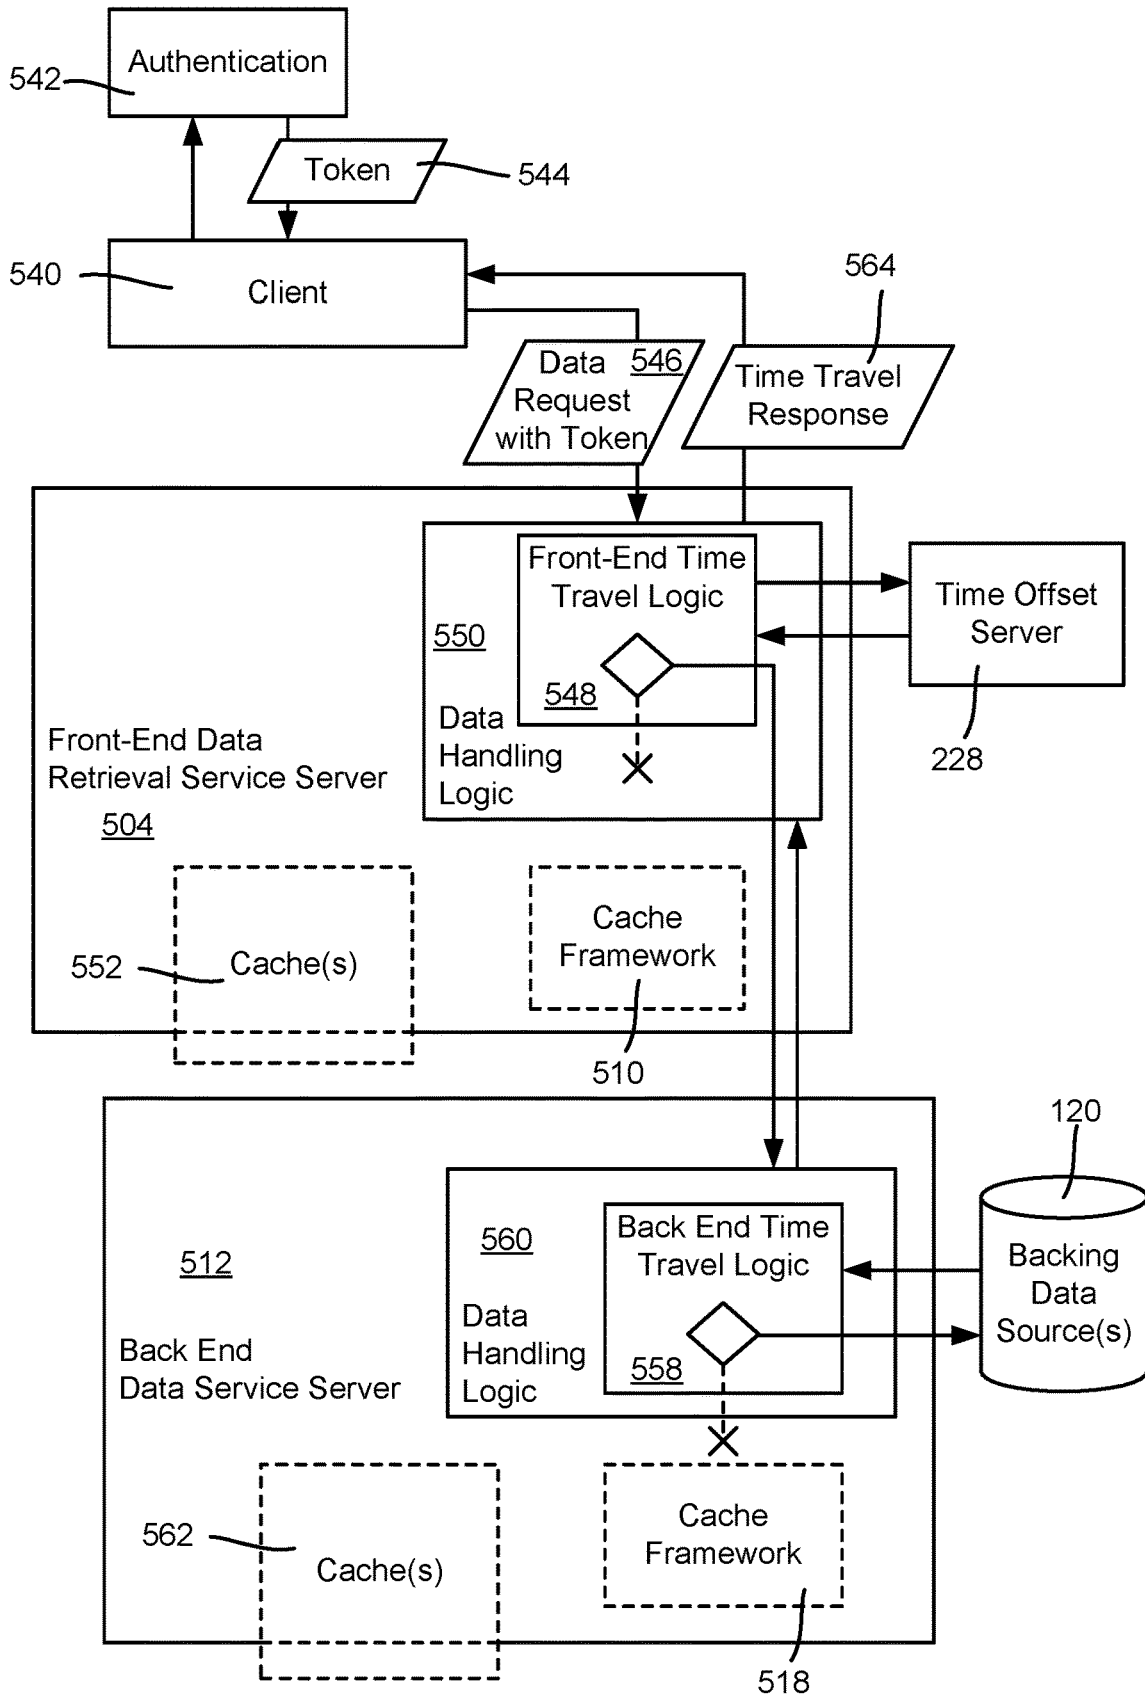 Authentication
542
Token
544
540
Client
564
Data
Request
with Token
546
Time Travel
Response
Front-End Time
Travel Logic
548
550
Data
Handling
Logic
Time Offset
Server
228
Front-End Data
Retrieval Service Server
504
552
Cache(s)
Cache
Framework
510
120
512
Back End
Data Service Server
560
Data
Handling
Logic
Back End Time
Travel Logic
558
Backing
Data
Source(s)
562
Cache(s)
Cache
Framework
518